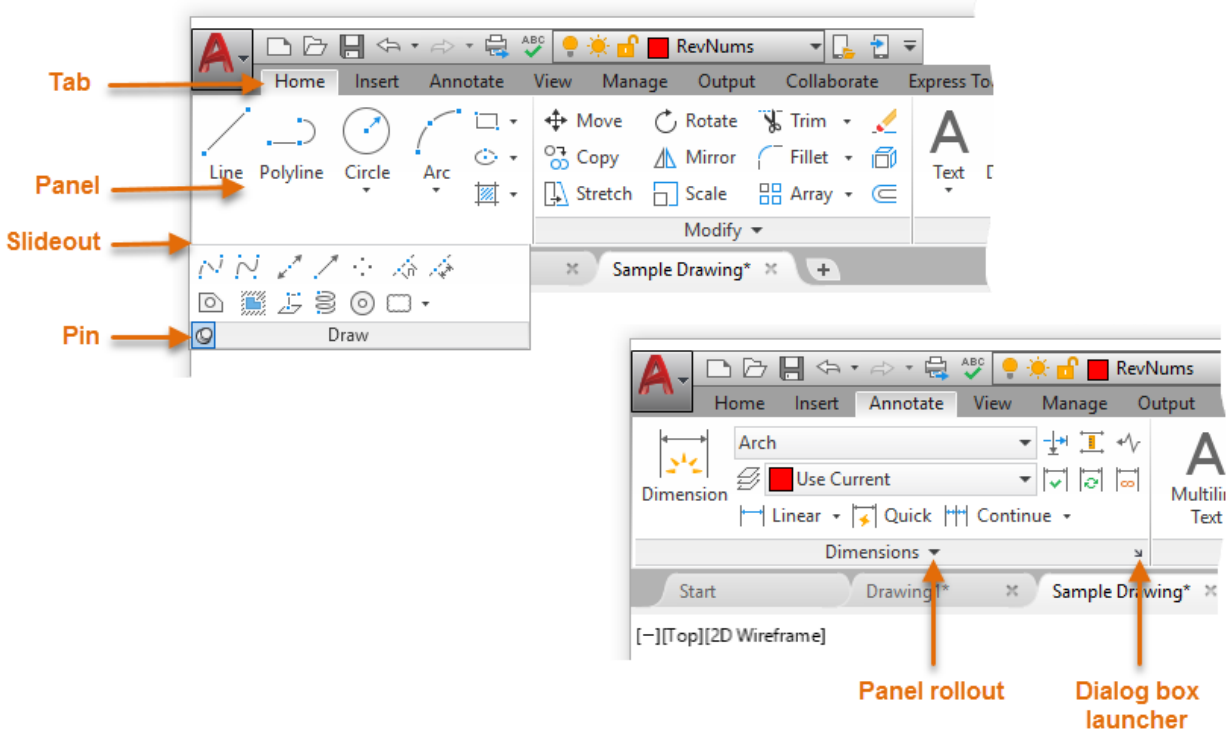 ABC
RevNums
Tab
Home Insert Annotate View Manage Output Collaborate Express To
Move Rotate Trim
Line Polyline Circle Arc
Copy Mirror Fillet
Text
Panel
Stretch Scale Array
Modify
Slideout
Sample Drawing*
Pin
Draw
ABC
RevNums
Home Insert Annotate View Manage Output
Arch
Dimension
Use Current
Multili
Linear Quick Continue
Text
Dimensions
Start Drawing1* Sample Drawing*
[−][Top][2D Wireframe]
Panel rollout
Dialog box
launcher